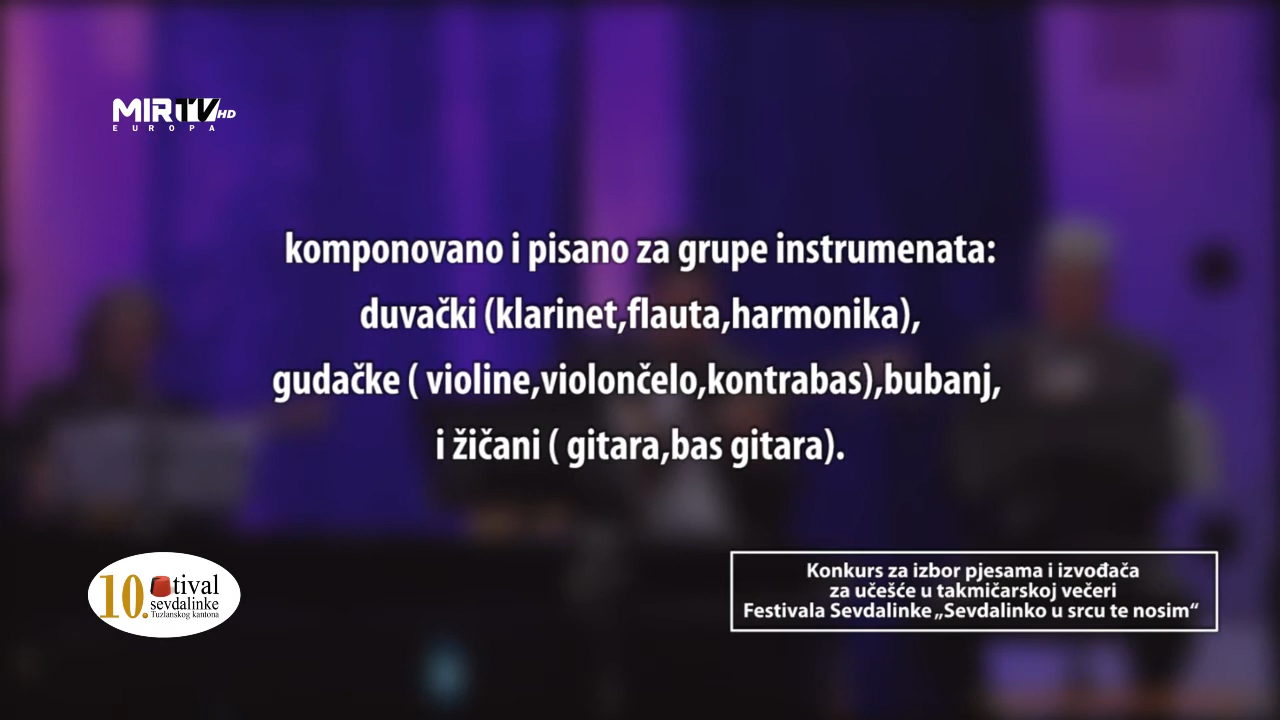 MIRTV HD
EUROPA
komponovano i pisano za grupe instrumenata:
duvački (klarinet,flauta,harmonika),
gudačke ( violine,violončelo,kontrabas),bubanj,
i žičani ( gitara,bas gitara).
10. tival
sevdalinke
Tuzlanskog kantona
Konkurs za izbor pjesama i izvođača
za učešće u takmičarskoj večeri
Festivala Sevdalinke „Sevdalinko u srcu te nosim“